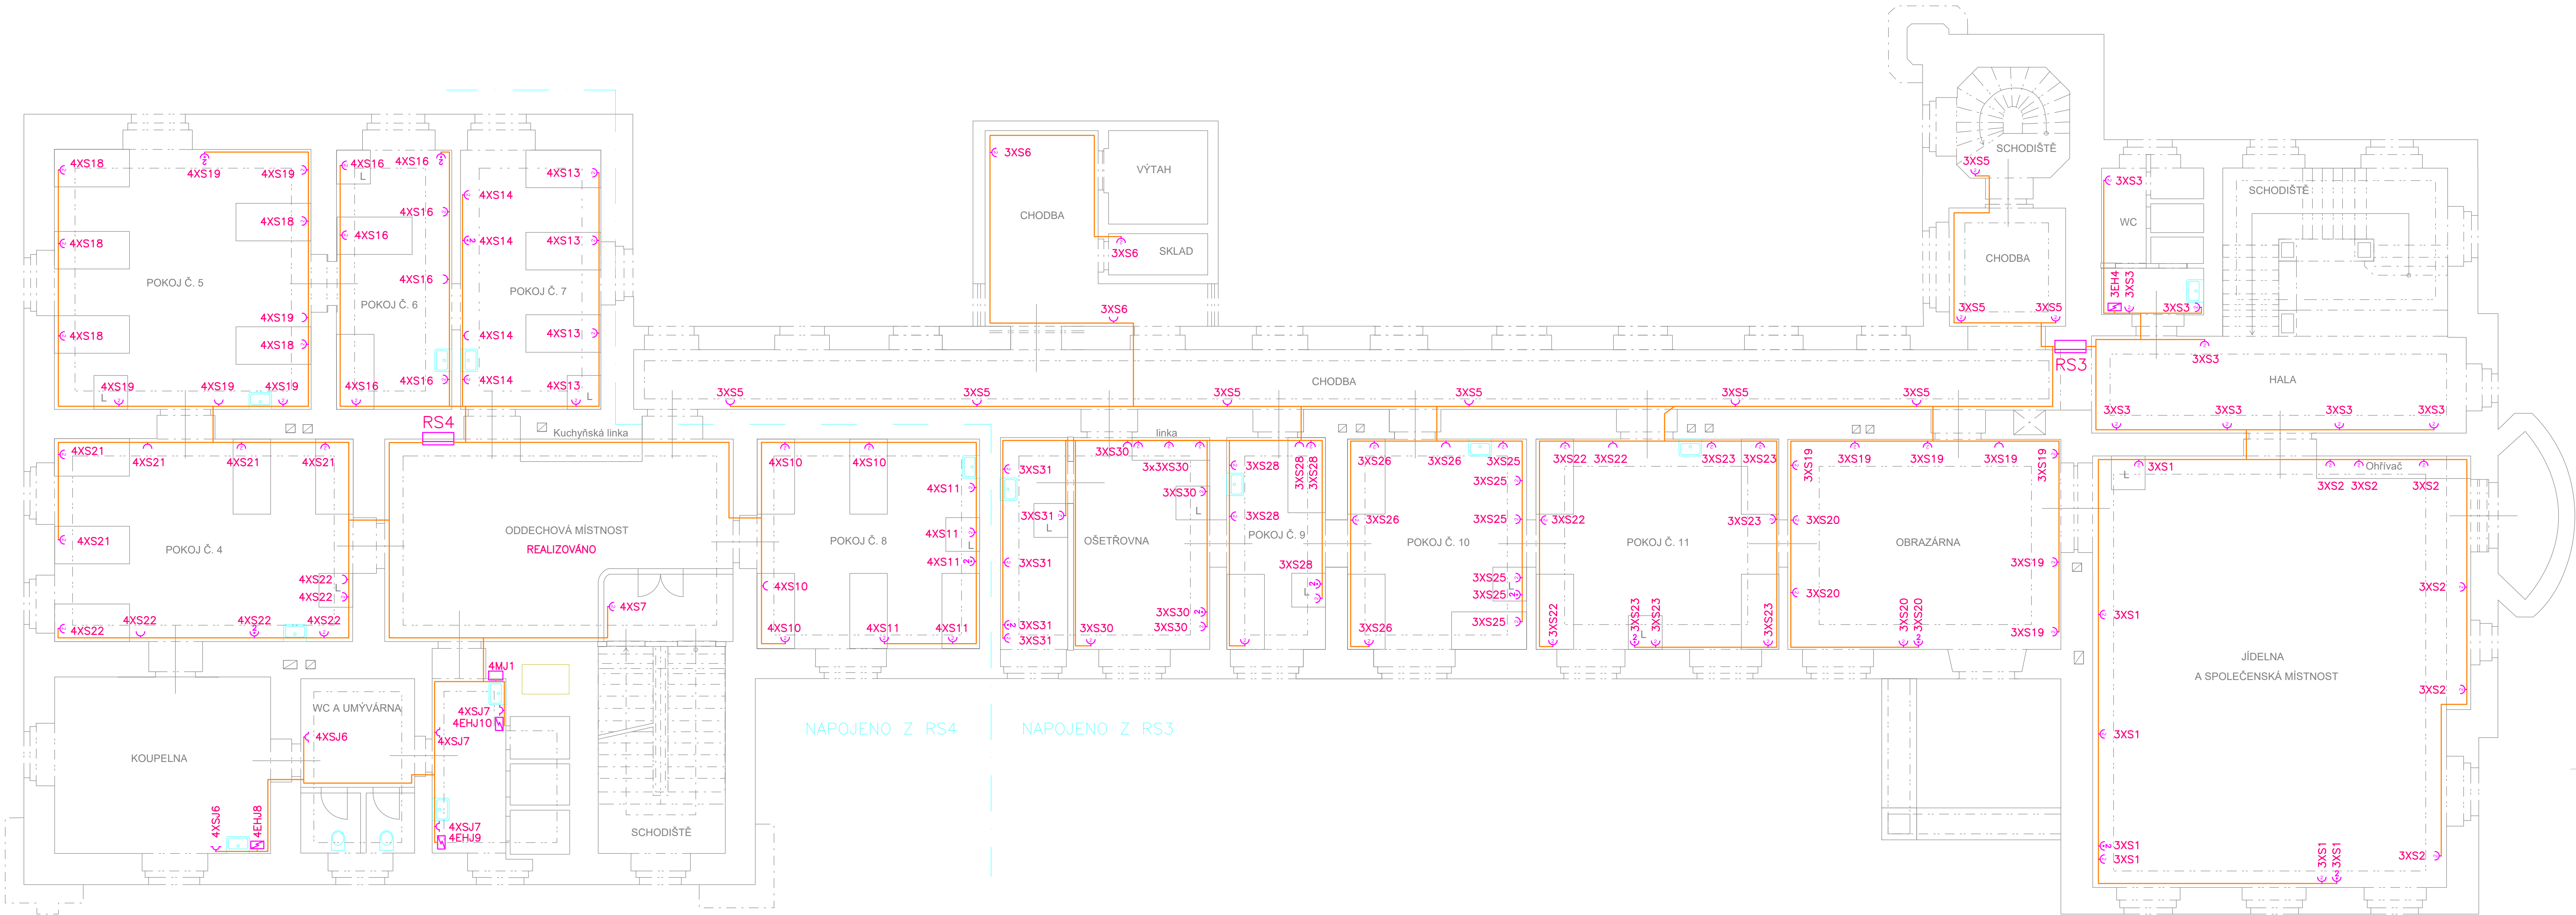 4XS18
4XS19
4XS19
4XS18
4XS18
4XS18
4XS19
4XS18
4XS19
4XS19
4XS19
L
POKOJ Č. 5
4XS16
4XS16
L
4XS16
4XS16
4XS16
4XS16
4XS16
POKOJ Č. 6
4XS14
4XS13
4XS14
4XS13
4XS14
4XS13
4XS14
4XS13
L
POKOJ Č. 7
RS4
Kuchyňská linka
3XS6
CHODBA
VÝTAH
SKLAD
3XS6
3XS6
CHODBA
3XS5
3XS5
3XS5
3XS5
3XS5
3XS5
SCHODIŠTĚ
3XS5
CHODBA
3XS5
3XS5
RS3
3XS3
WC
3EH4
3XS3
3XS3
SCHODIŠTĚ
3XS3
HALA
3XS3
3XS3
3XS3
3XS3
4XS21
4XS21
4XS21
4XS21
4XS21
POKOJ Č. 4
4XS22
4XS22
L
4XS22
4XS22
4XS22
4XS22
ODDECHOVÁ MÍSTNOST
REALIZOVÁNO
4XS7
4XS10
4XS10
4XS11
4XS11
L
4XS11
POKOJ Č. 8
4XS10
4XS10
4XS11
4XS11
linka
3XS31
3XS31
L
3XS31
3XS31
3XS31
3XS30
3x3XS30
3XS30
L
OŠETŘOVNA
3XS30
3XS30
3XS30
3XS28
3XS28
3XS28
3XS28
POKOJ Č. 9
3XS28
L
3XS26
3XS26
3XS25
3XS25
3XS26
3XS25
POKOJ Č. 10
3XS25
L
3XS25
3XS26
3XS25
3XS22
3XS22
3XS23
3XS23
3XS22
3XS23
POKOJ Č. 11
3XS22
3XS23
3XS23
L
3XS23
3XS19
3XS19
3XS19
3XS19
3XS19
3XS20
OBRAZÁRNA
3XS19
3XS20
3XS20
3XS20
3XS19
3XS1
L
3XS2
3XS2
3XS2
Ohřívač
3XS2
3XS1
JÍDELNA
A SPOLEČENSKÁ MÍSTNOST
3XS2
3XS1
3XS1
3XS1
3XS1
3XS1
3XS2
4MJ1
WC A UMÝVÁRNA
4XSJ6
4XSJ7
4EHJ10
4XSJ7
KOUPELNA
4XSJ6
4EHJ8
4XSJ7
4EHJ9
SCHODIŠTĚ
NAPOJENO Z RS4
NAPOJENO Z RS3